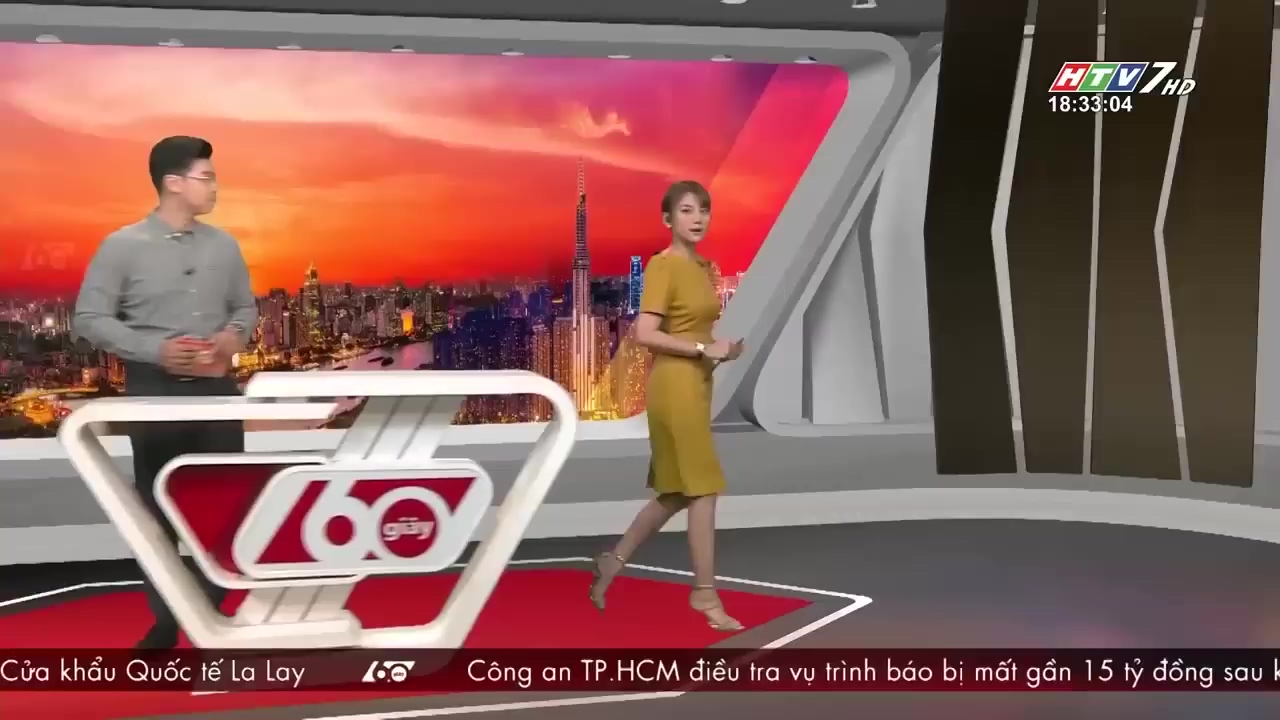 HTV7 HD
18:33:04
60
giây
Cửa khẩu Quốc tế La Lay 60 Công an TP.HCM điều tra vụ trình báo bị mất gần 15 tỷ đồng sau k